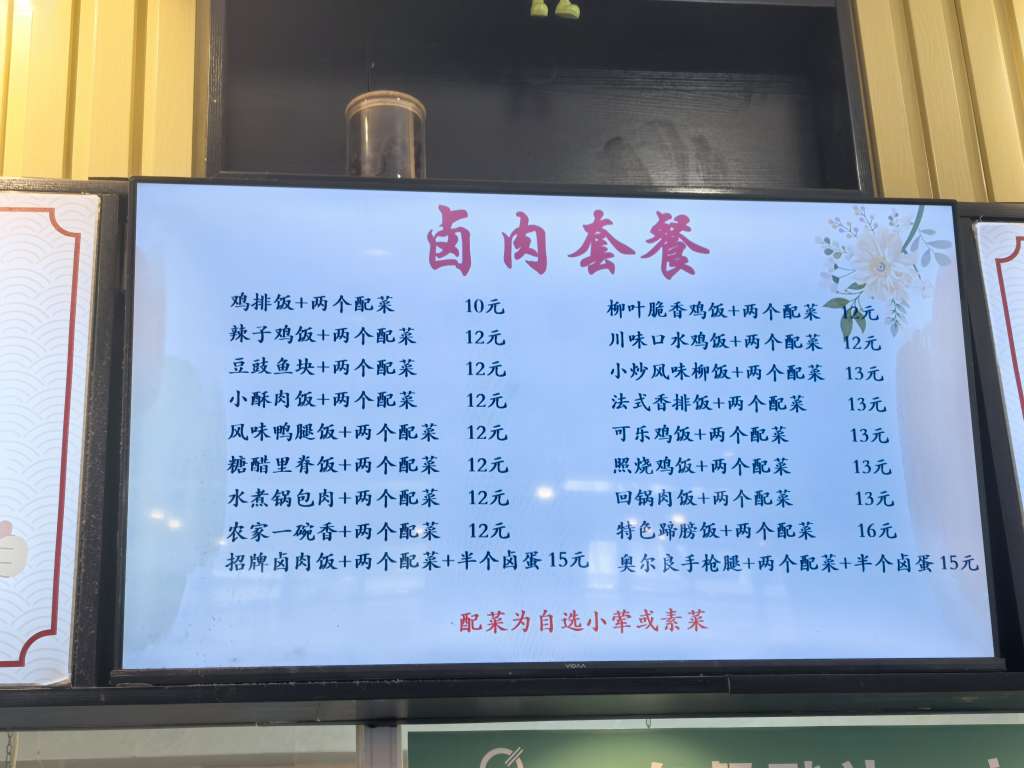 卤肉套餐
鸡排饭+两个配菜 10元
辣子鸡饭+两个配菜 12元
豆豉鱼块+两个配菜 12元
小酥肉饭+两个配菜 12元
风味鸭腿饭+两个配菜 12元
糖醋里脊饭+两个配菜 12元
水煮锅包肉+两个配菜 12元
农家一碗香+两个配菜 12元
招牌卤肉饭+两个配菜+半个卤蛋 15元
柳叶脆香鸡饭+两个配菜 12元
川味口水鸡饭+两个配菜 12元
小炒风味柳饭+两个配菜 13元
法式香排饭+两个配菜 13元
可乐鸡饭+两个配菜 13元
照烧鸡饭+两个配菜 13元
回锅肉饭+两个配菜 13元
特色蹄膀饭+两个配菜 16元
奥尔良手枪腿+两个配菜+半个卤蛋 15元
配菜为自选小荤或素菜
VIDAA